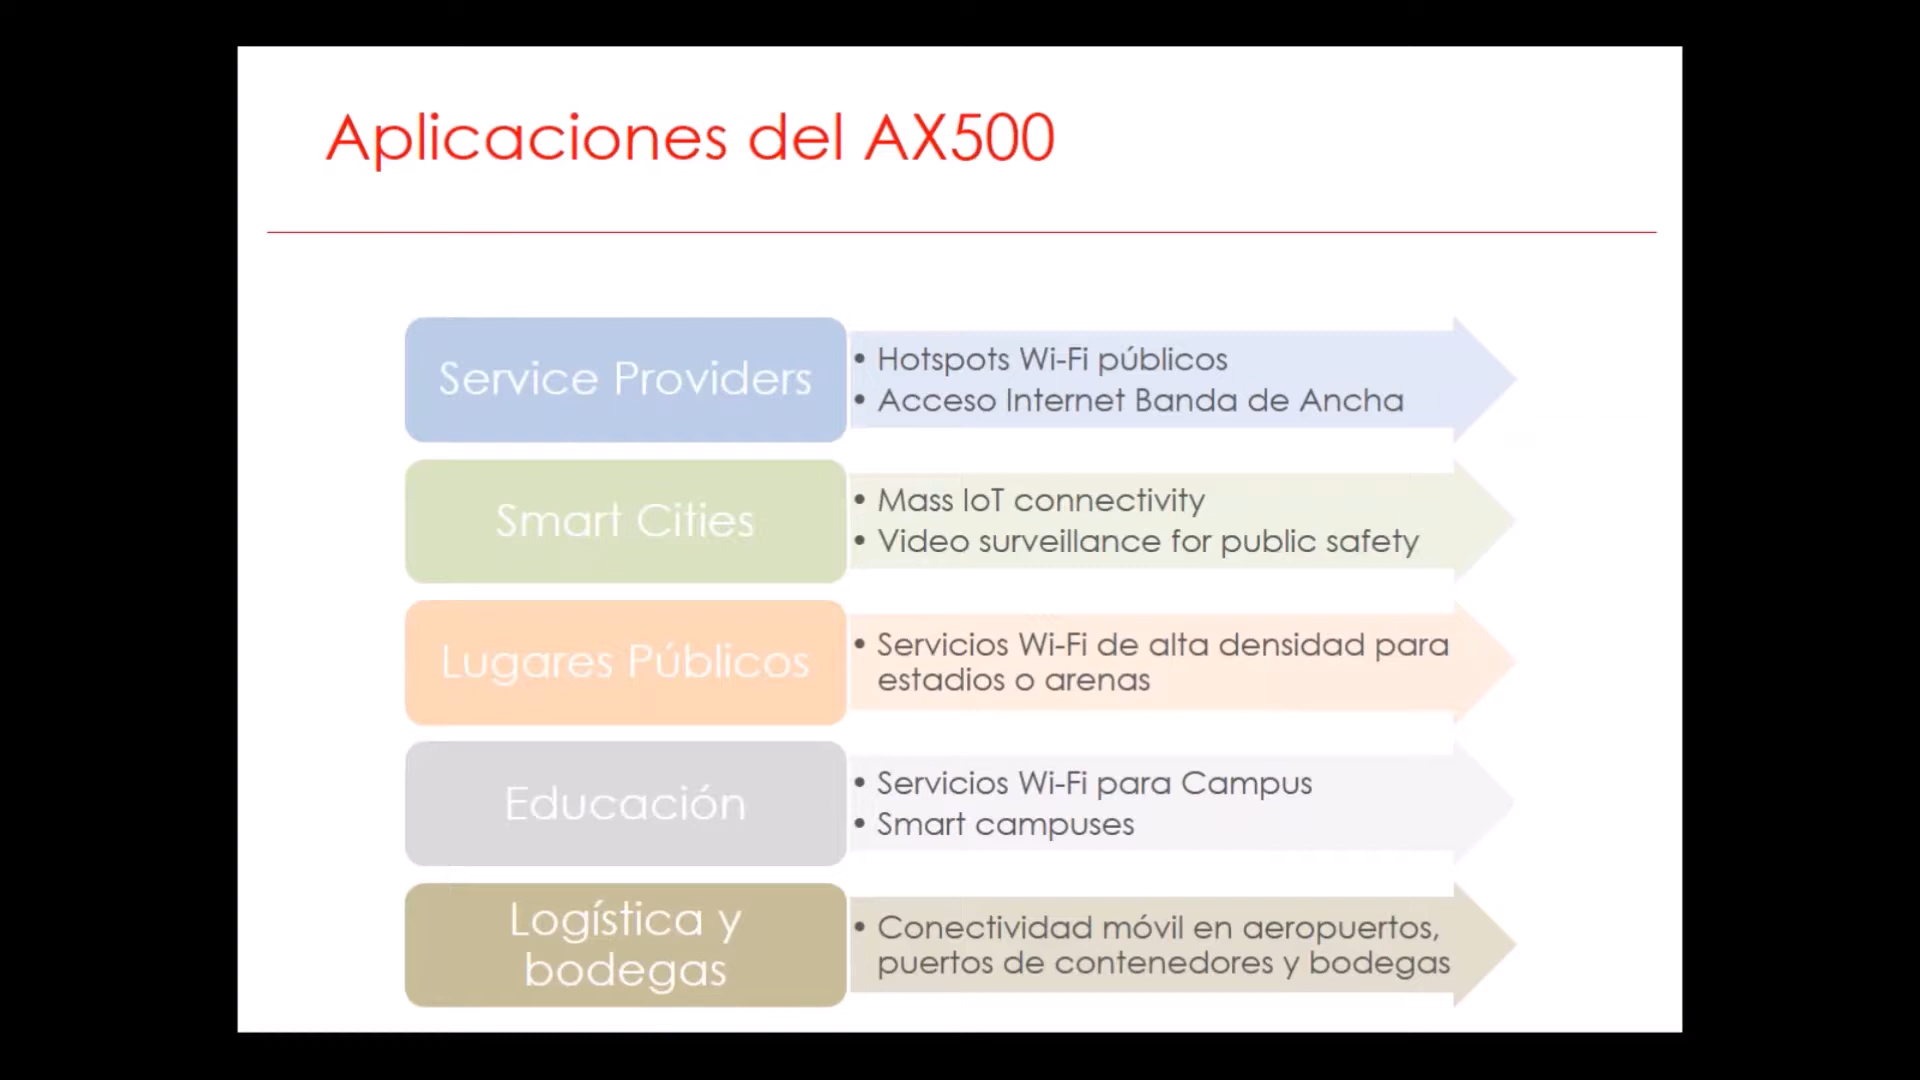 Aplicaciones del AX500
Service Providers
• Hotspots Wi-Fi públicos
• Acceso Internet Banda de Ancha
Smart Cities
• Mass IoT connectivity
• Video surveillance for public safety
Lugares Públicos
• Servicios Wi-Fi de alta densidad para
estadios o arenas
Educación
• Servicios Wi-Fi para Campus
• Smart campuses
Logística y
bodegas
• Conectividad móvil en aeropuertos,
puertos de contenedores y bodegas